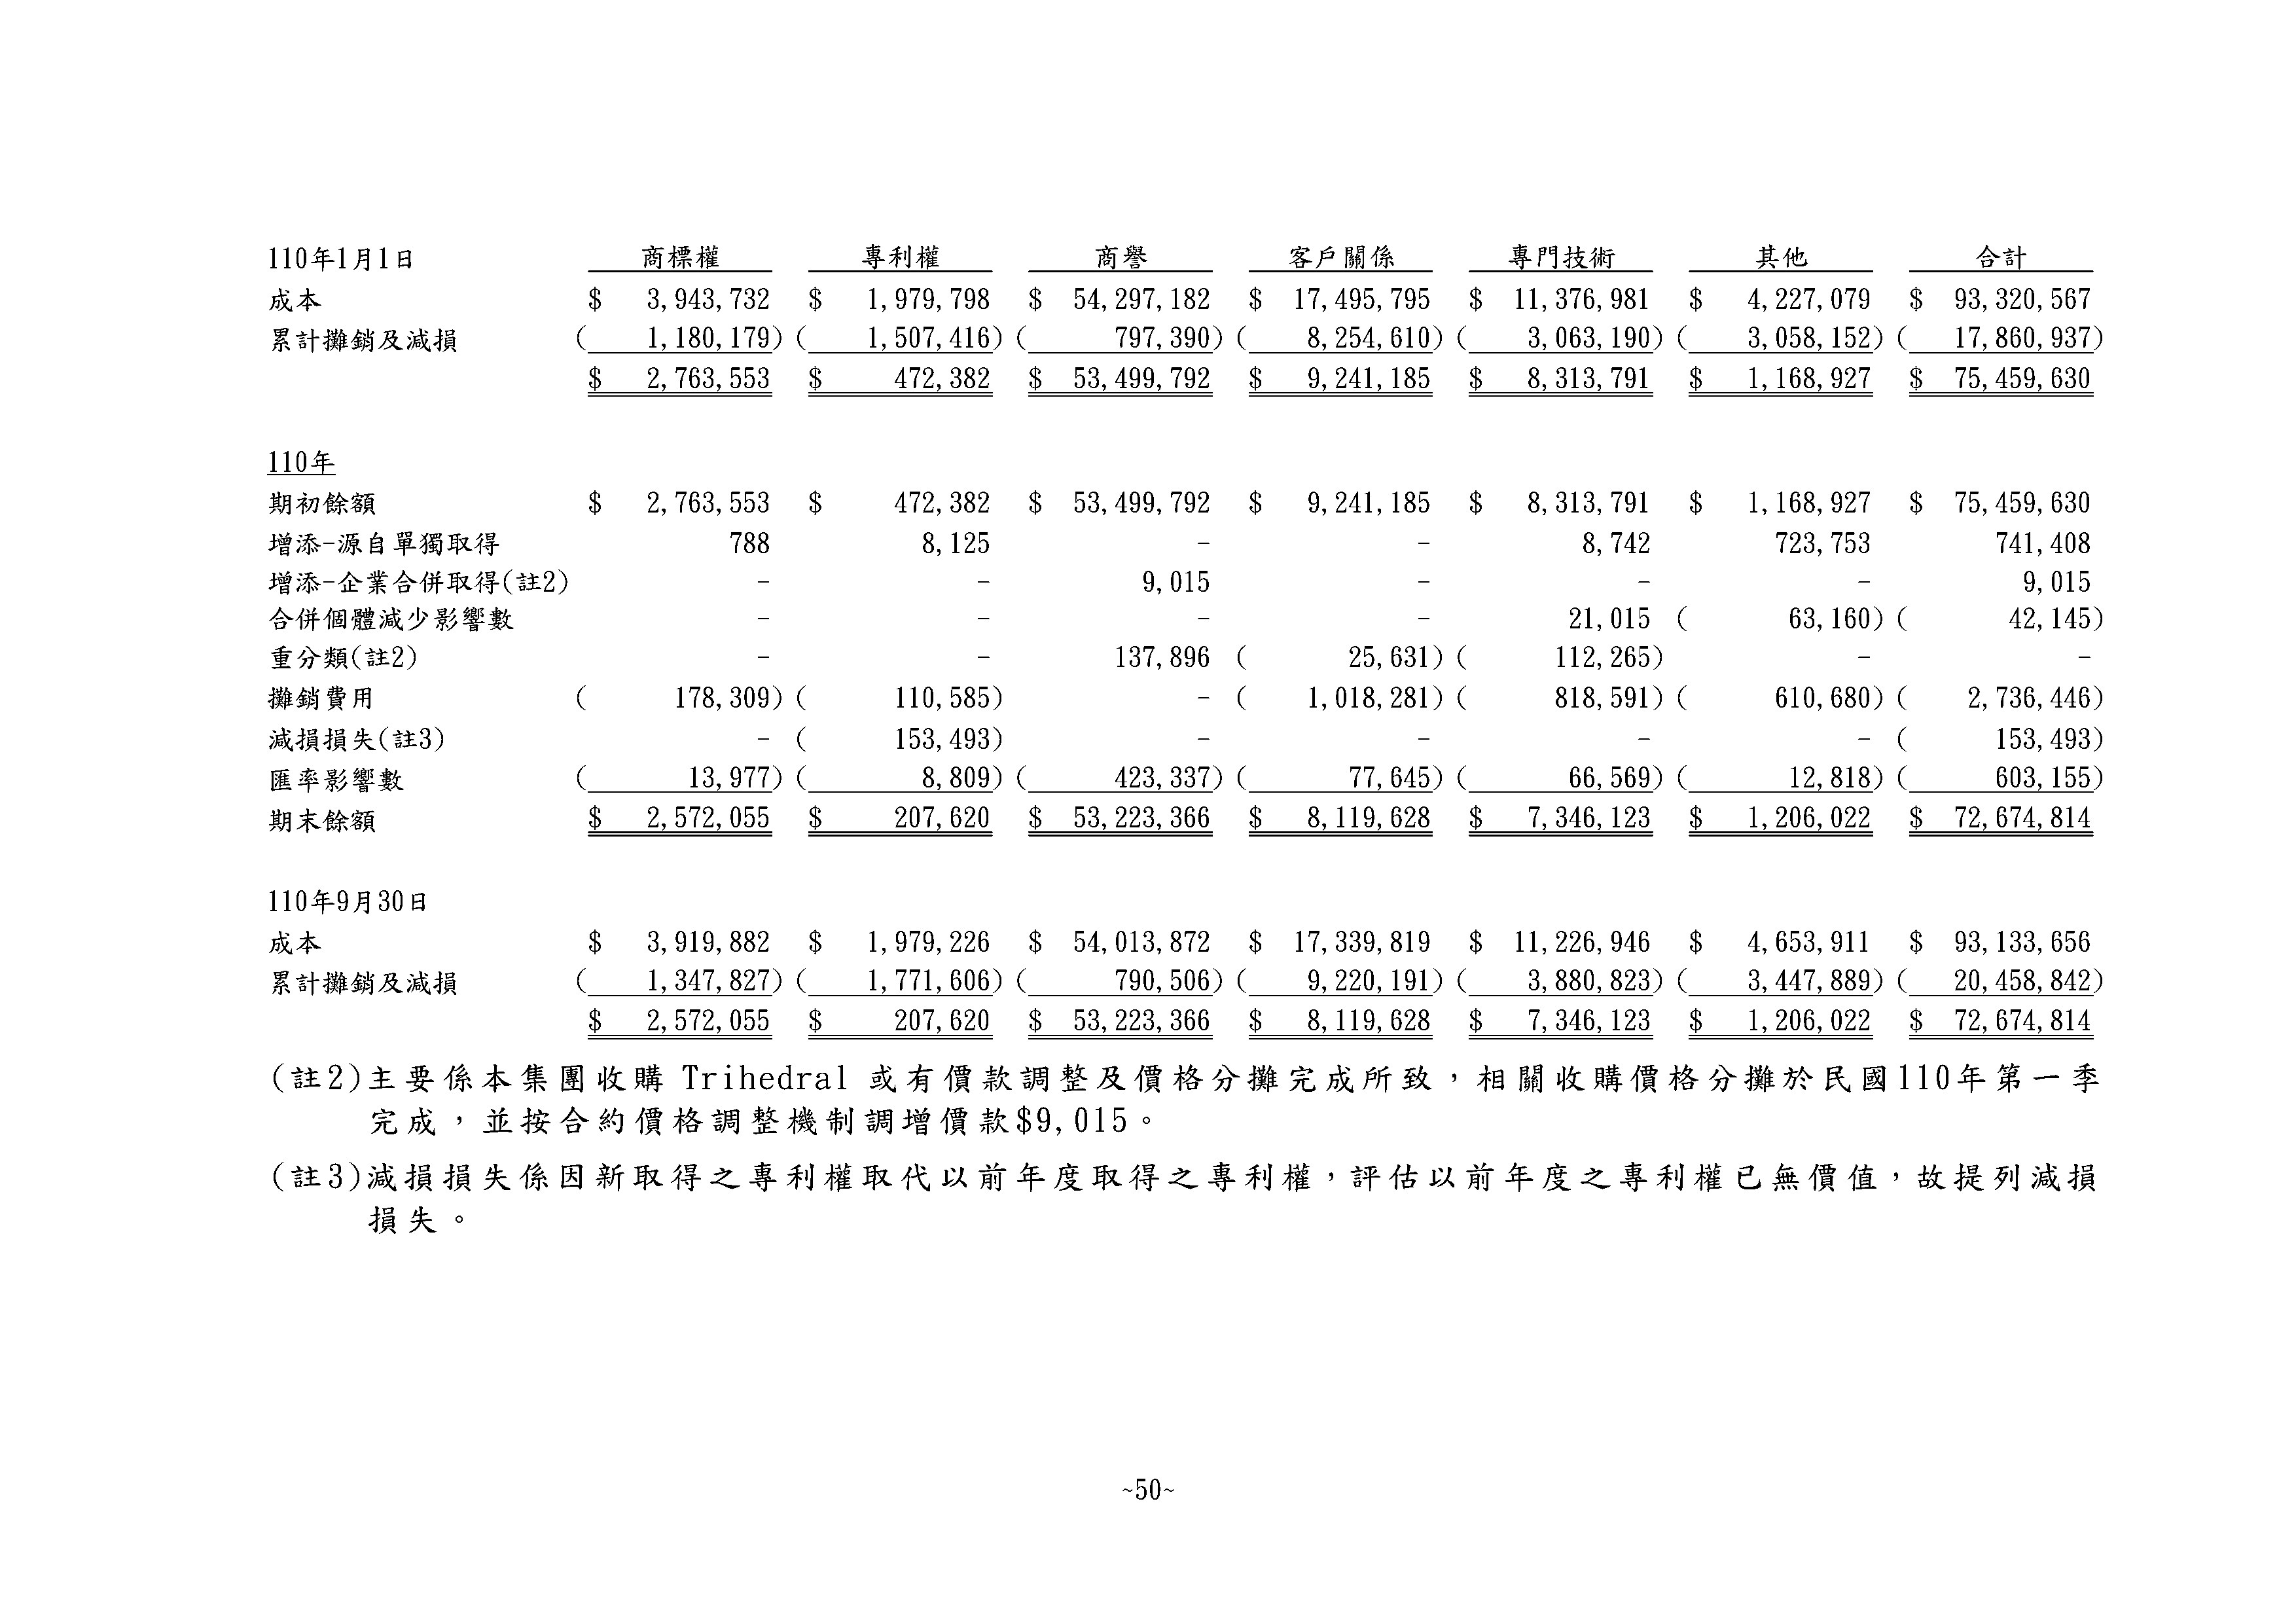 110年1月1日 商標權 專利權 商譽 客戶關係 專門技術 其他 合計
成本 $ 3,943,732 $ 1,979,798 $ 54,297,182 $ 17,495,795 $ 11,376,981 $ 4,227,079 $ 93,320,567
累計攤銷及減損 ( 1,180,179) ( 1,507,416) ( 797,390) ( 8,254,610) ( 3,063,190) ( 3,058,152) ( 17,860,937)
$ 2,763,553 $ 472,382 $ 53,499,792 $ 9,241,185 $ 8,313,791 $ 1,168,927 $ 75,459,630
110年
期初餘額 $ 2,763,553 $ 472,382 $ 53,499,792 $ 9,241,185 $ 8,313,791 $ 1,168,927 $ 75,459,630
增添-源自單獨取得 788 8,125 - - 8,742 723,753 741,408
增添-企業合併取得(註2) - - 9,015 - - - 9,015
合併個體減少影響數 - - - - 21,015 ( 63,160) ( 42,145)
重分類(註2) - - 137,896 ( 25,631) ( 112,265) - -
攤銷費用 ( 178,309) ( 110,585) - ( 1,018,281) ( 818,591) ( 610,680) ( 2,736,446)
減損損失(註3) - ( 153,493) - - - - ( 153,493)
匯率影響數 ( 13,977) ( 8,809) ( 423,337) ( 77,645) ( 66,569) ( 12,818) ( 603,155)
期末餘額 $ 2,572,055 $ 207,620 $ 53,223,366 $ 8,119,628 $ 7,346,123 $ 1,206,022 $ 72,674,814
110年9月30日
成本 $ 3,919,882 $ 1,979,226 $ 54,013,872 $ 17,339,819 $ 11,226,946 $ 4,653,911 $ 93,133,656
累計攤銷及減損 ( 1,347,827) ( 1,771,606) ( 790,506) ( 9,220,191) ( 3,880,823) ( 3,447,889) ( 20,458,842)
$ 2,572,055 $ 207,620 $ 53,223,366 $ 8,119,628 $ 7,346,123 $ 1,206,022 $ 72,674,814
(註2)主要係本集團收購 Trihedral 或有價款調整及價格分攤完成所致，相關收購價格分攤於民國110年第一季
完成，並按合約價格調整機制調增價款$9,015。
(註3)減損損失係因新取得之專利權取代以前年度取得之專利權，評估以前年度之專利權已無價值，故提列減損
損失。
~50~